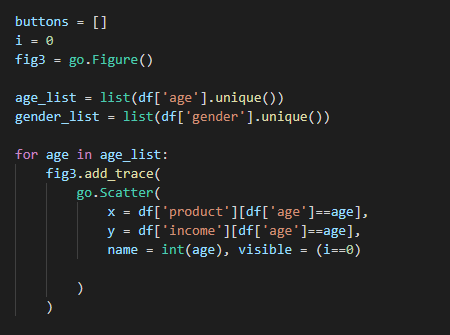 buttons = []
i = 0
fig3 = go.Figure()
age_list = list(df['age'].unique())
gender_list = list(df['gender'].unique())
for age in age_list:
    fig3.add_trace(
        go.Scatter(
            x = df['product'][df['age']==age],
            y = df['income'][df['age']==age],
            name = int(age), visible = (i==0)
        )
    )